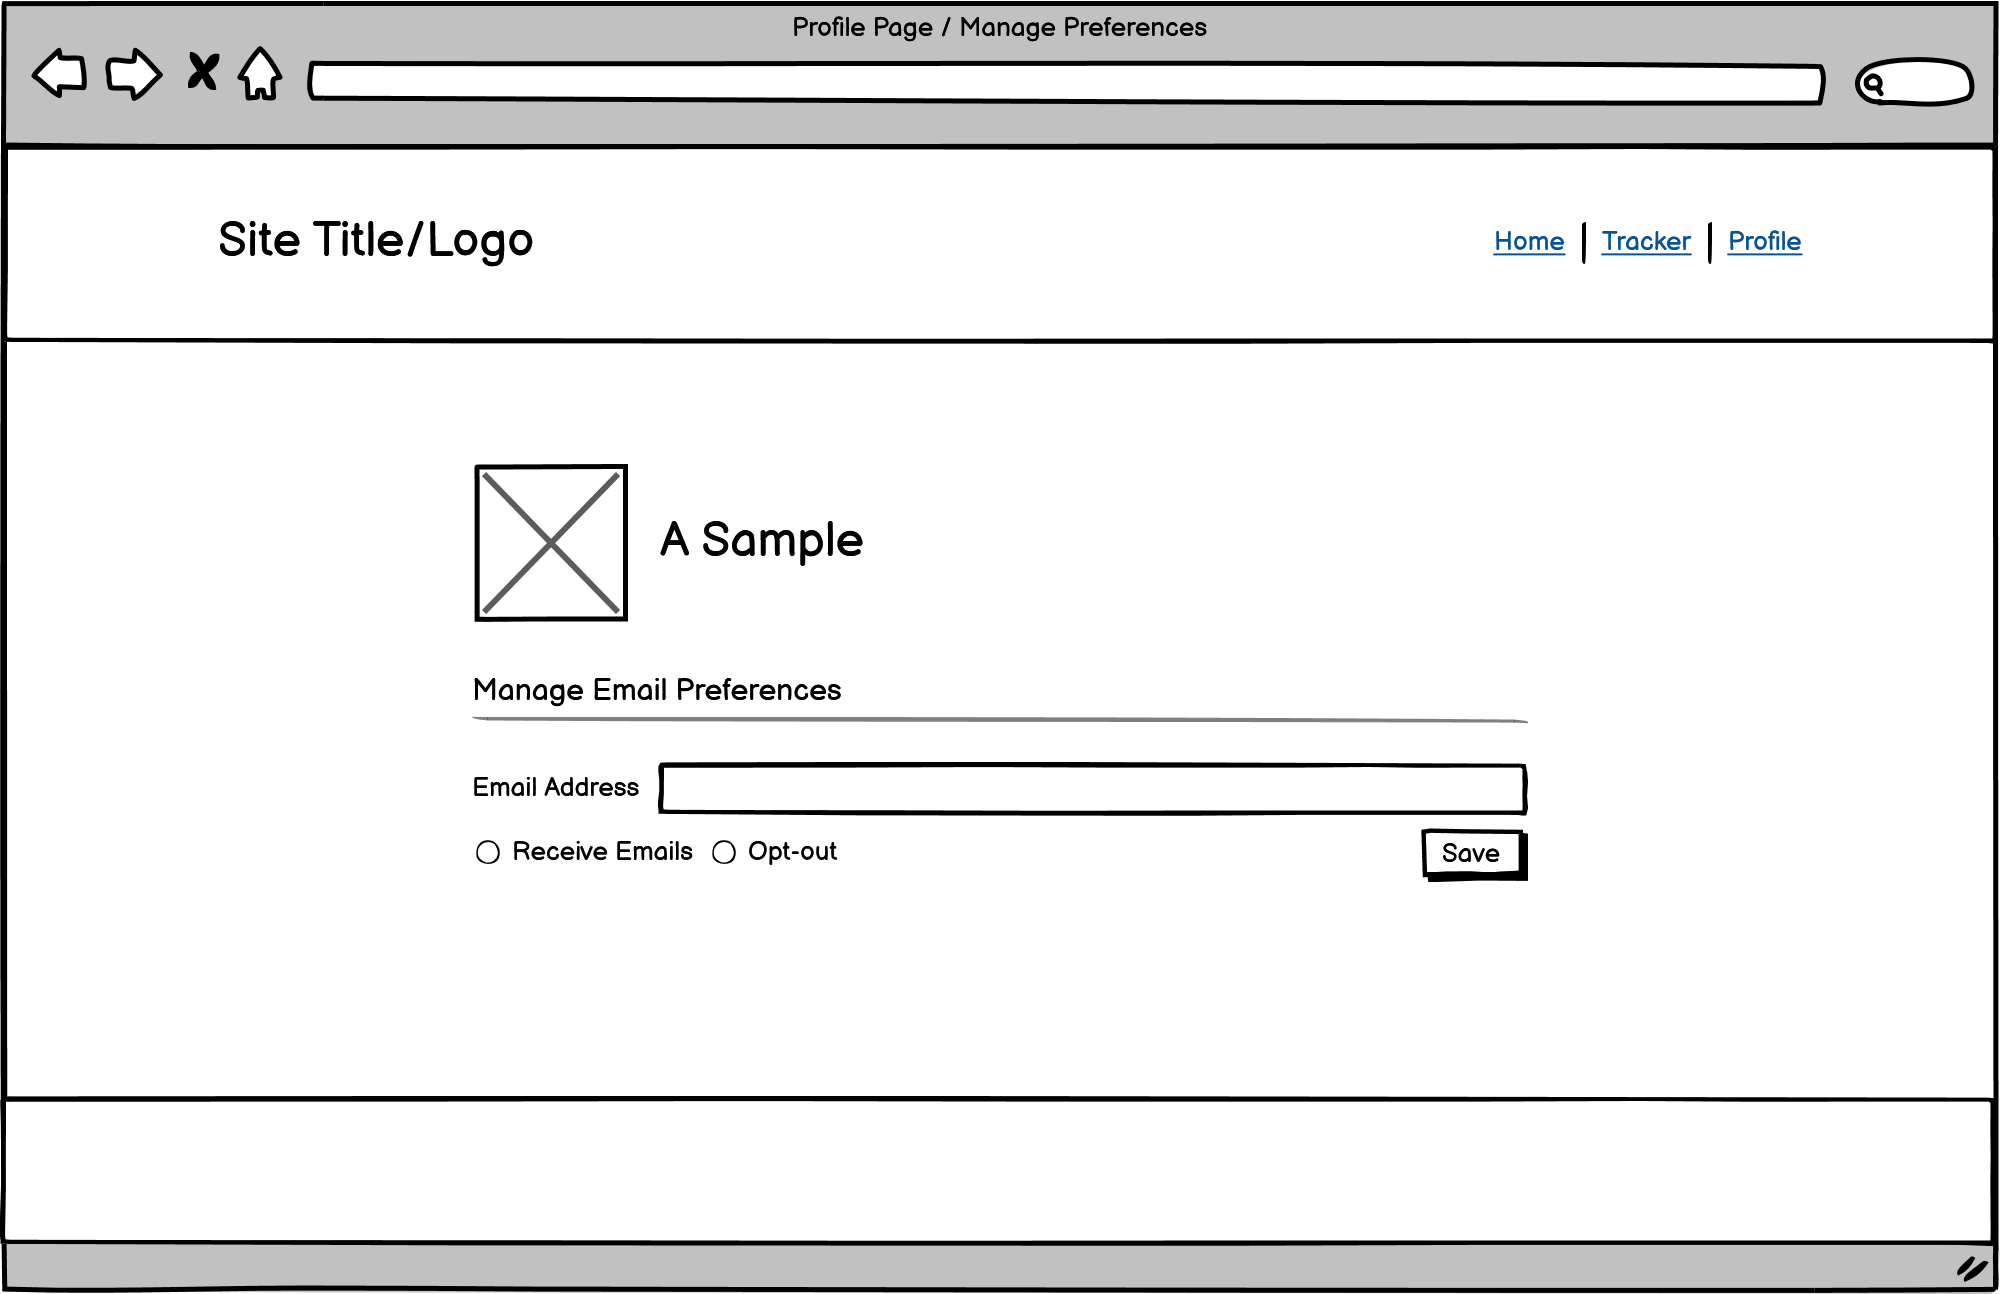 Profile Page / Manage Preferences
Site Title/Logo
Home | Tracker | Profile
A Sample
Manage Email Preferences
Email Address
Receive Emails Opt-out Save